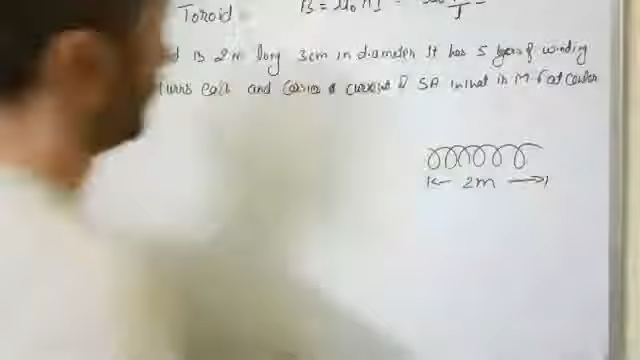 Toroid B = μ₀ n I =
is 2m long 3cm in diameter It has 5 layers of winding
turns each and carries a current of 5A what is M.f at center
2m